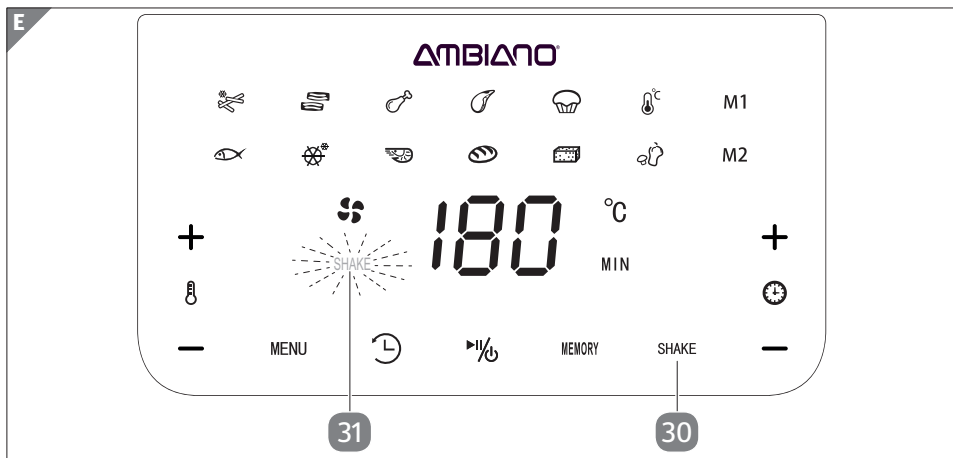 E
AMBIANO
°C M1
M2
180 °C
SHAKE MIN
MENU MEMORY SHAKE
31 30